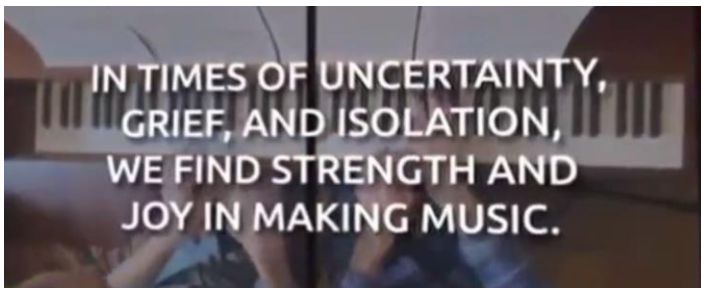 IN TIMES OF UNCERTAINTY,
GRIEF, AND ISOLATION,
WE FIND STRENGTH AND
JOY IN MAKING MUSIC.